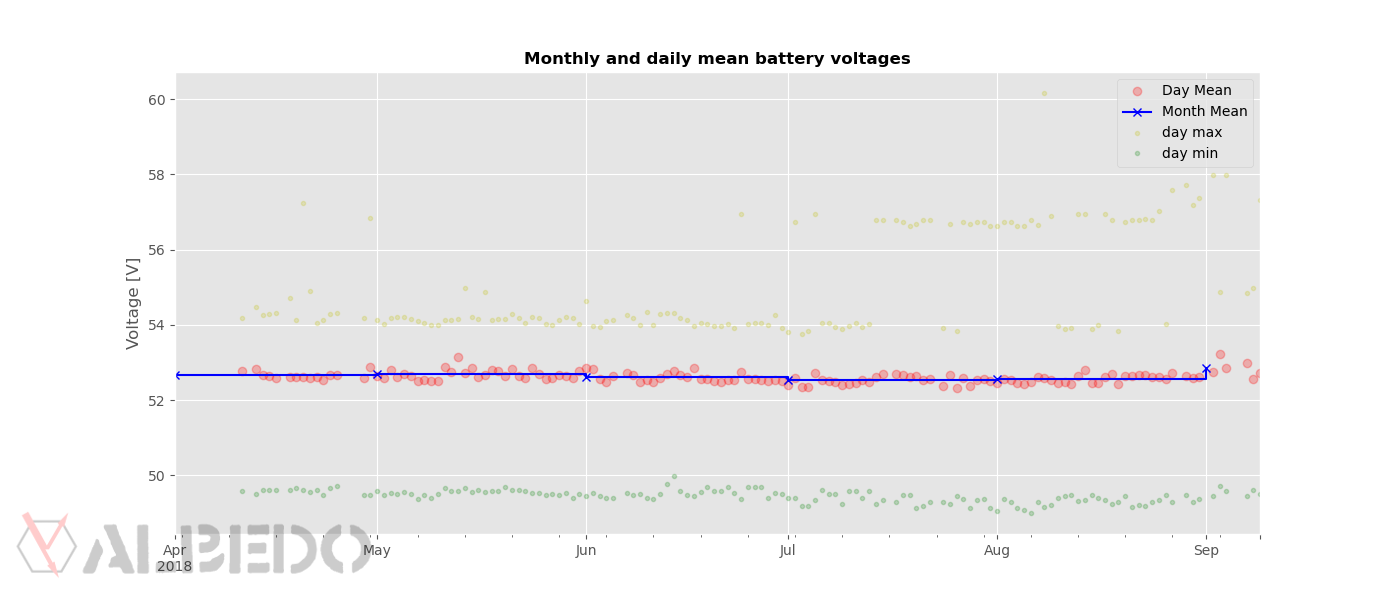 Monthly and daily mean battery voltages
Day Mean
Month Mean
day max
day min
Voltage [V]
60
58
56
54
52
50
Apr
2018
May
Jun
Jul
Aug
Sep
ALBEDO